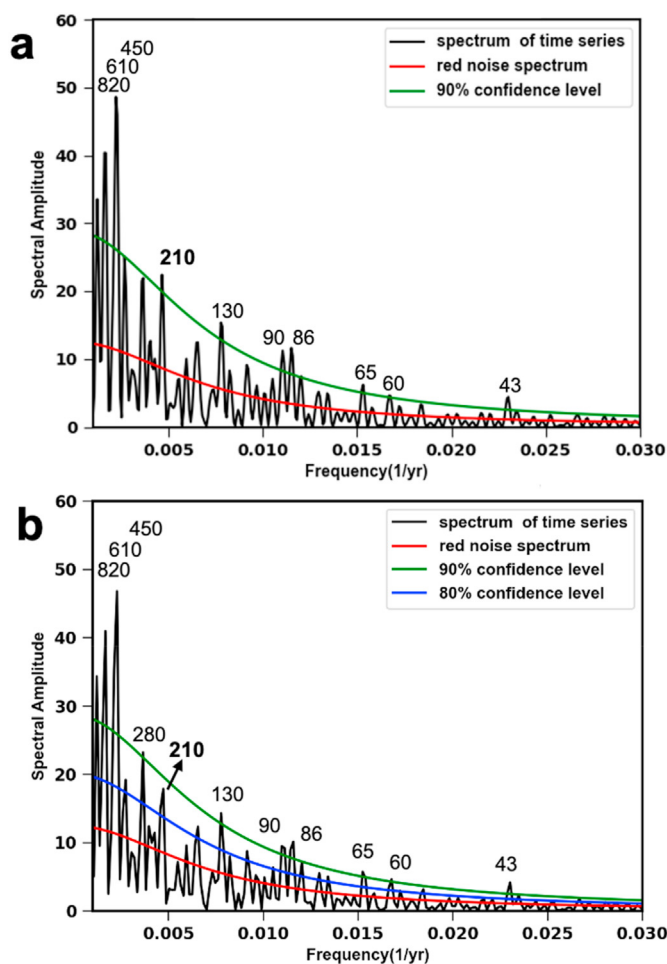 a
60
50
40
30
20
10
0
Spectral Amplitude
450
610
820
210
130
90 86
65
60
43
spectrum of time series
red noise spectrum
90% confidence level
0.005 0.010 0.015 0.020 0.025 0.030
Frequency(1/yr)
b
60
50
40
30
20
10
0
Spectral Amplitude
450
610
820
280
210
130
90
86
65
60
43
spectrum of time series
red noise spectrum
90% confidence level
80% confidence level
0.005 0.010 0.015 0.020 0.025 0.030
Frequency(1/yr)